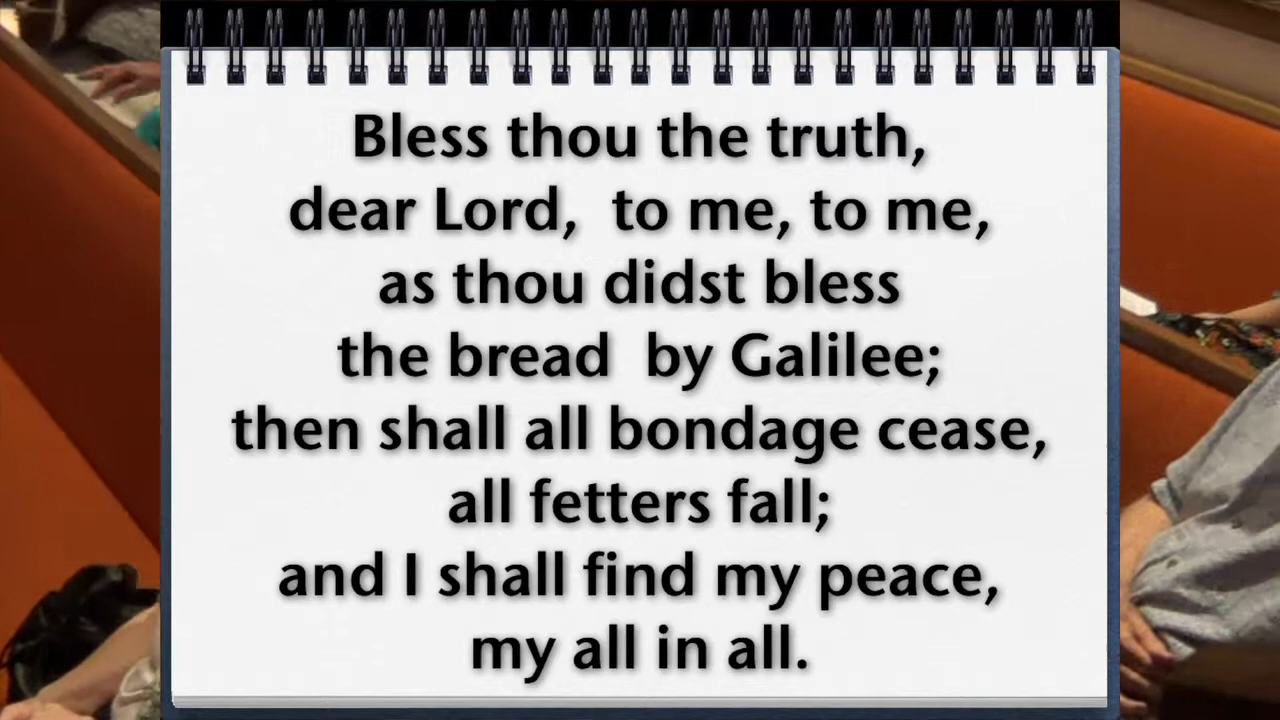 Bless thou the truth,
dear Lord, to me, to me,
as thou didst bless
the bread by Galilee;
then shall all bondage cease,
all fetters fall;
and I shall find my peace,
my all in all.